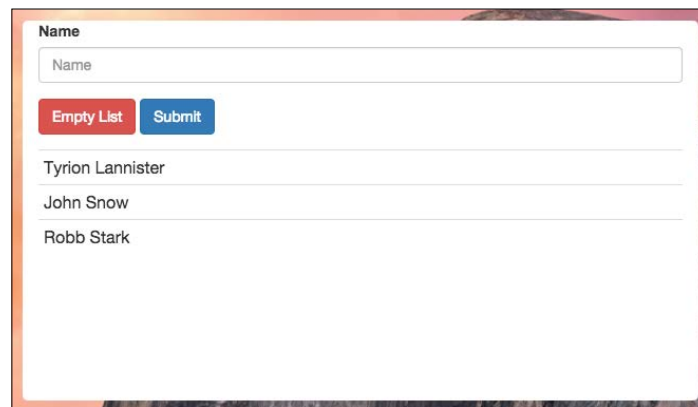 Name
Name
Empty List Submit
Tyrion Lannister
John Snow
Robb Stark